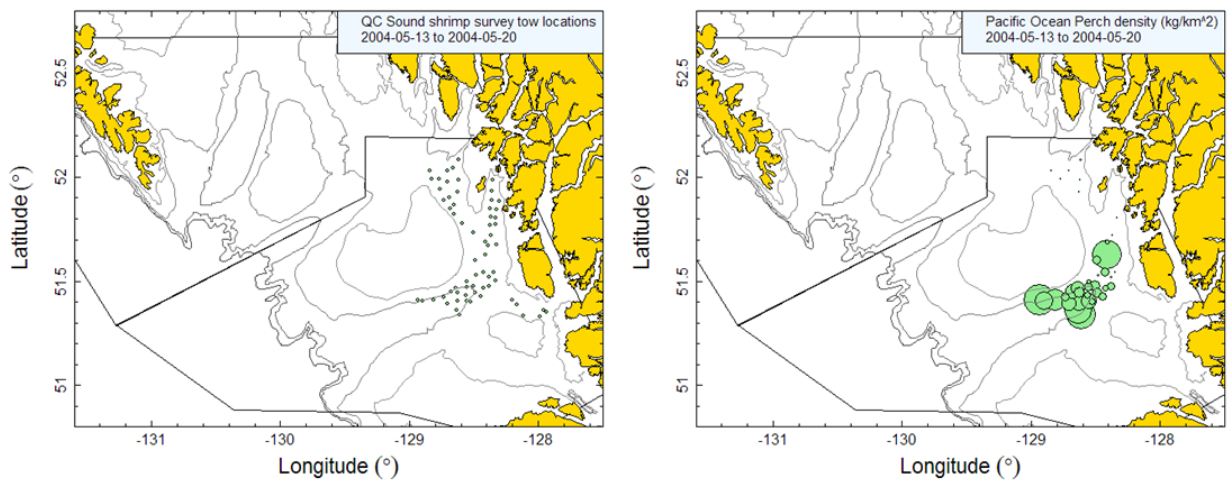 QC Sound shrimp survey tow locations
2004-05-13 to 2004-05-20
52.5
52
51.5
51
Latitude (°)
-131
-130
-129
-128
Longitude (°)
Pacific Ocean Perch density (kg/km^2)
2004-05-13 to 2004-05-20
52.5
52
51.5
51
Latitude (°)
-131
-130
-129
-128
Longitude (°)